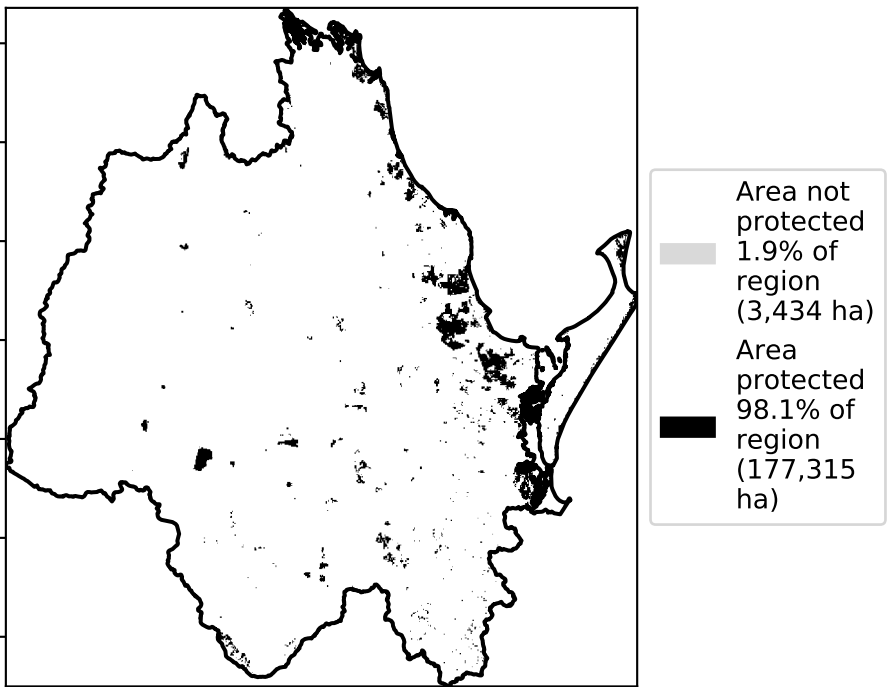 Area not
protected
1.9% of
region
(3,434 ha)
Area
protected
98.1% of
region
(177,315
ha)